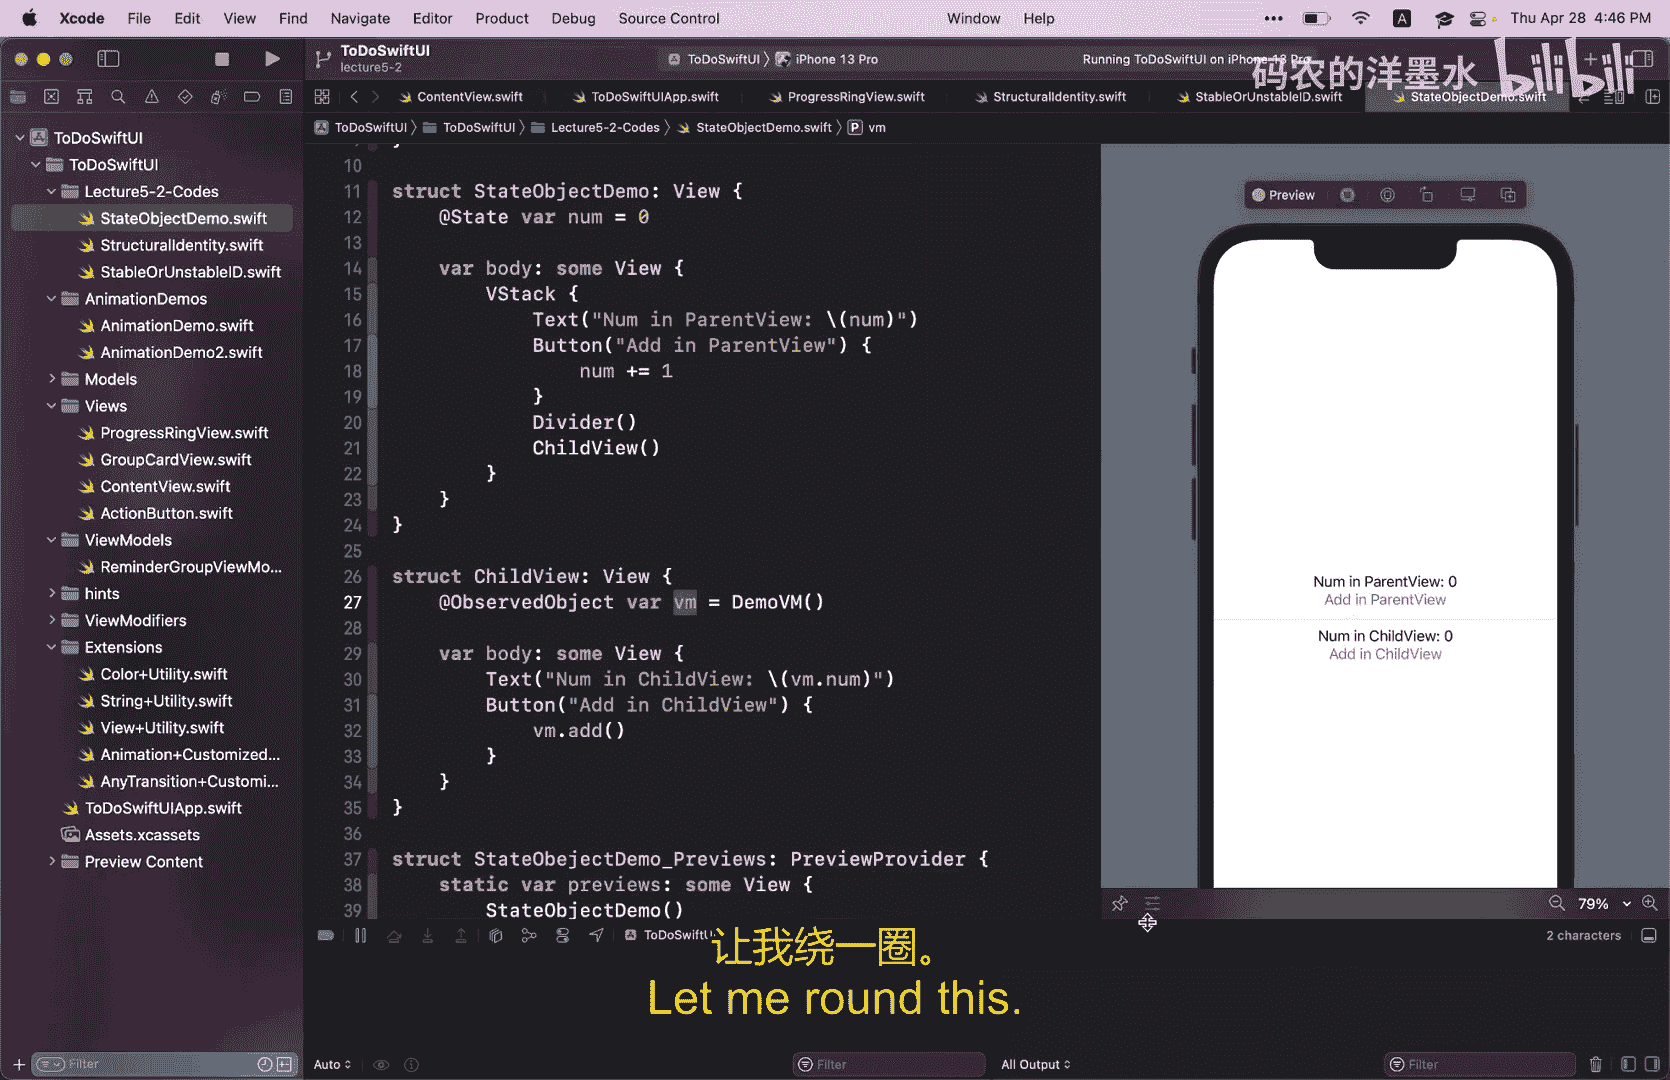 Xcode File Edit View Find Navigate Editor Product Debug Source Control Window Help A Thu Apr 28 4:46 PM
ToDoSwiftUI
lecture5-2
ToDoSwiftUI iPhone 13 Pro
Running ToDoSwiftUI on iPhone 13 Pro
码农的洋墨水 bilibili
ContentView.swift ToDoSwiftUIApp.swift ProgressRingView.swift StructuralIdentity.swift StableOrUnstableID.swift StateObjectDemo.swift
ToDoSwiftUI ToDoSwiftUI Lecture5-2-Codes StateObjectDemo.swift P vm
ToDoSwiftUI
ToDoSwiftUI
Lecture5-2-Codes
StateObjectDemo.swift
StructuralIdentity.swift
StableOrUnstableID.swift
AnimationDemos
AnimationDemo.swift
AnimationDemo2.swift
Models
Views
ProgressRingView.swift
GroupCardView.swift
ContentView.swift
ActionButton.swift
ViewModels
ReminderGroupViewMo...
hints
ViewModifiers
Extensions
Color+Utility.swift
String+Utility.swift
View+Utility.swift
Animation+Customized...
AnyTransition+Customi...
ToDoSwiftUIApp.swift
Assets.xcassets
Preview Content
Filter
10
11 struct StateObjectDemo: View {
12 @State var num = 0
13
14 var body: some View {
15 VStack {
16 Text("Num in ParentView: \(num)")
17 Button("Add in ParentView") {
18 num += 1
19 }
20 Divider()
21 ChildView()
22 }
23 }
24 }
25
26 struct ChildView: View {
27 @ObservedObject var vm = DemoVM()
28
29 var body: some View {
30 Text("Num in ChildView: \(vm.num)")
31 Button("Add in ChildView") {
32 vm.add()
33 }
34 }
35 }
36
37 struct StateObejectDemo_Previews: PreviewProvider {
38 static var previews: some View {
39 StateObjectDemo()
Preview
Num in ParentView: 0
Add in ParentView
Num in ChildView: 0
Add in ChildView
79%
ToDoSwiftU
2 characters
让我绕一圈。
Let me round this.
Auto
Filter
All Output
Filter